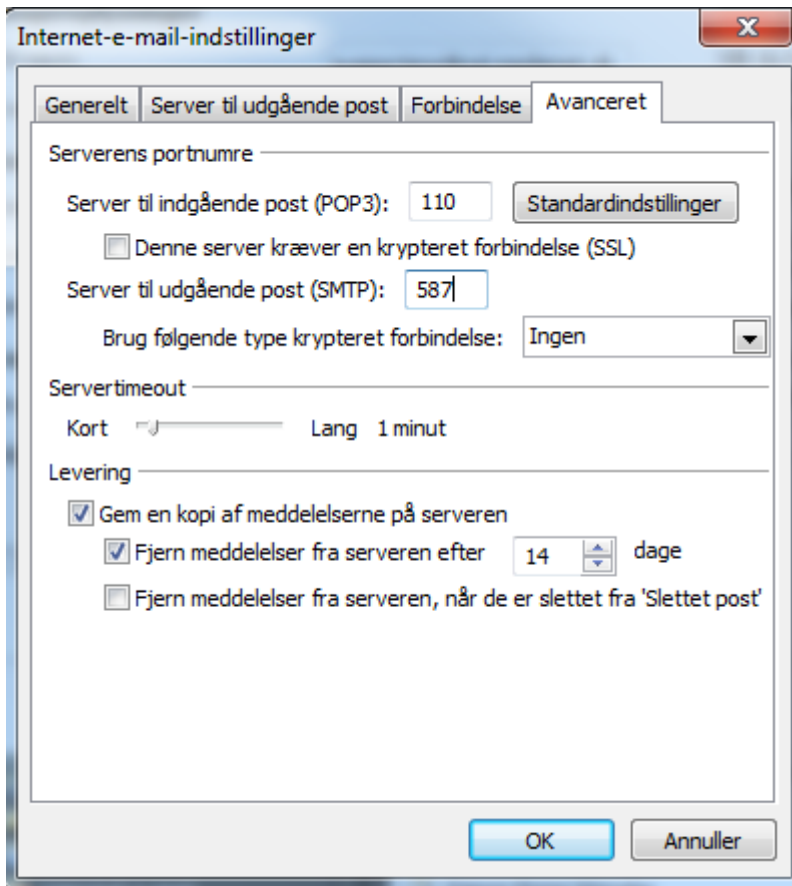 Internet-e-mail-indstillinger
Generelt Server til udgående post Forbindelse Avanceret
Serverens portnumre
Server til indgående post (POP3): 110 Standardindstillinger
Denne server kræver en krypteret forbindelse (SSL)
Server til udgående post (SMTP): 587
Brug følgende type krypteret forbindelse: Ingen
Servertimeout
Kort Lang 1 minut
Levering
Gem en kopi af meddelelserne på serveren
Fjern meddelelser fra serveren efter 14 dage
Fjern meddelelser fra serveren, når de er slettet fra 'Slettet post'
OK Annuller